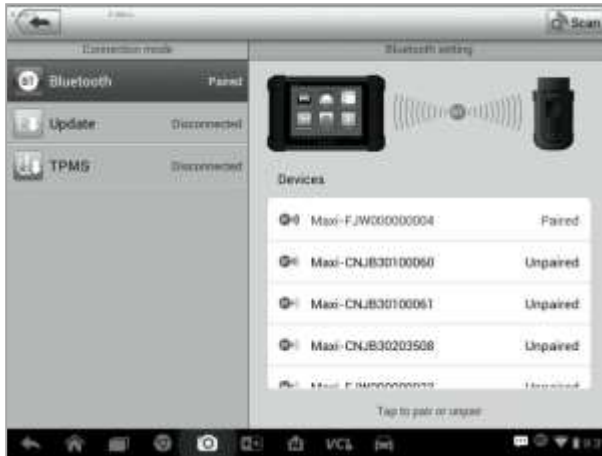 Scan
Connection mode
Bluetooth setting
BT Bluetooth Paired
Update Disconnected
TPMS Disconnected
Devices
Maxi-FJW000000004 Paired
Maxi-CNJB30100060 Unpaired
Maxi-CNJB30100061 Unpaired
Maxi-CNJB30203508 Unpaired
Tap to pair or unpair
VCI